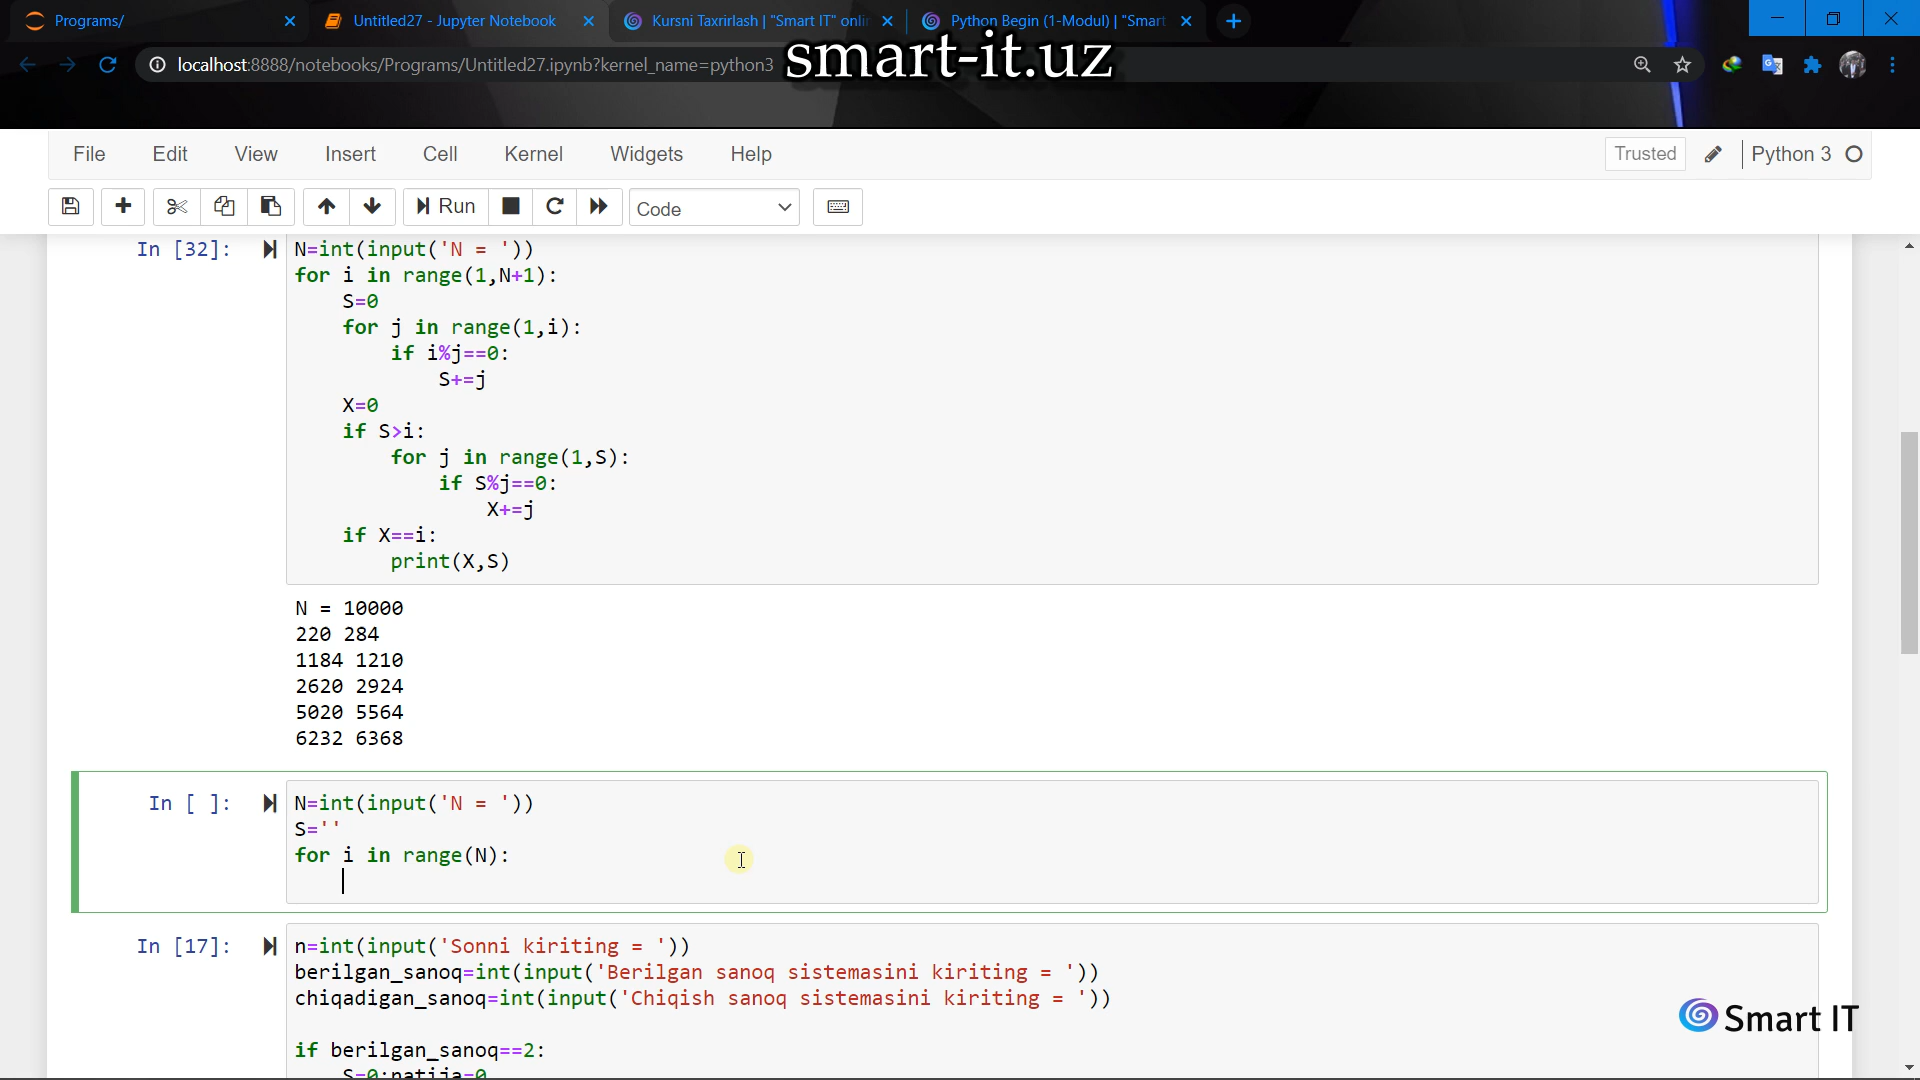 Programs/
Untitled27 - Jupyter Notebook
Kursni Taxrirlash | "Smart IT" onlin
Python Begin (1-Modul) | "Smart
localhost:8888/notebooks/Programs/Untitled27.ipynb?kernel_name=python3
smart-it.uz
File Edit View Insert Cell Kernel Widgets Help
Trusted
Python 3
Run
Code
In [32]:
N=int(input('N = '))
for i in range(1,N+1):
    S=0
    for j in range(1,i):
        if i%j==0:
            S+=j
    X=0
    if S>i:
        for j in range(1,S):
            if S%j==0:
                X+=j
    if X==i:
        print(X,S)
N = 10000
220 284
1184 1210
2620 2924
5020 5564
6232 6368
In [ ]:
N=int(input('N = '))
S=''
for i in range(N):
In [17]:
n=int(input('Sonni kiriting = '))
berilgan_sanoq=int(input('Berilgan sanoq sistemasini kiriting = '))
chiqadigan_sanoq=int(input('Chiqish sanoq sistemasini kiriting = '))
if berilgan_sanoq==2:
    S=0;natija=0
Smart IT